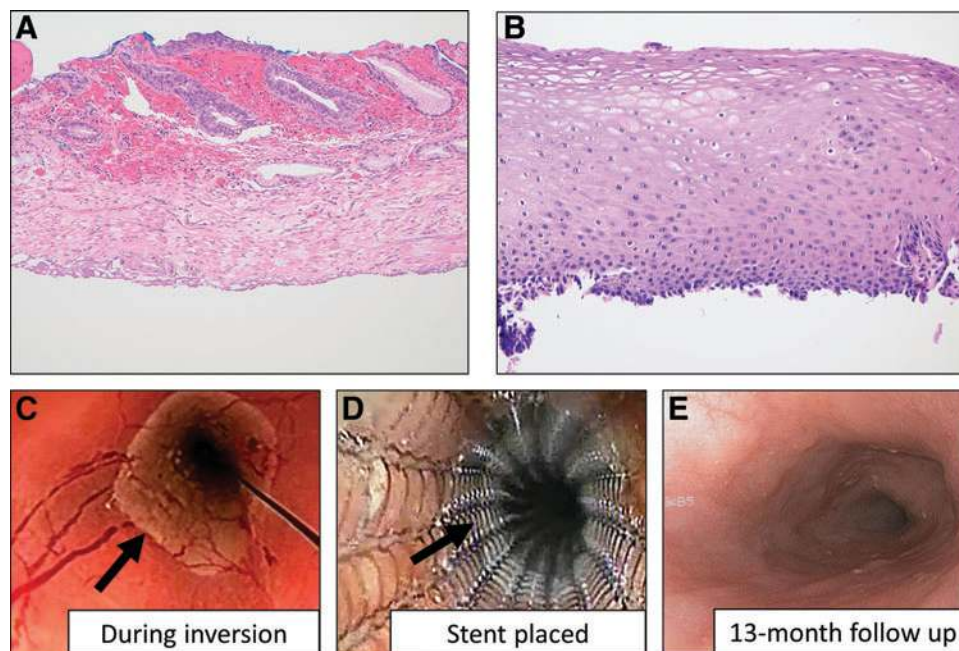 A
B
C
During inversion
D
Stent placed
E
13-month follow up